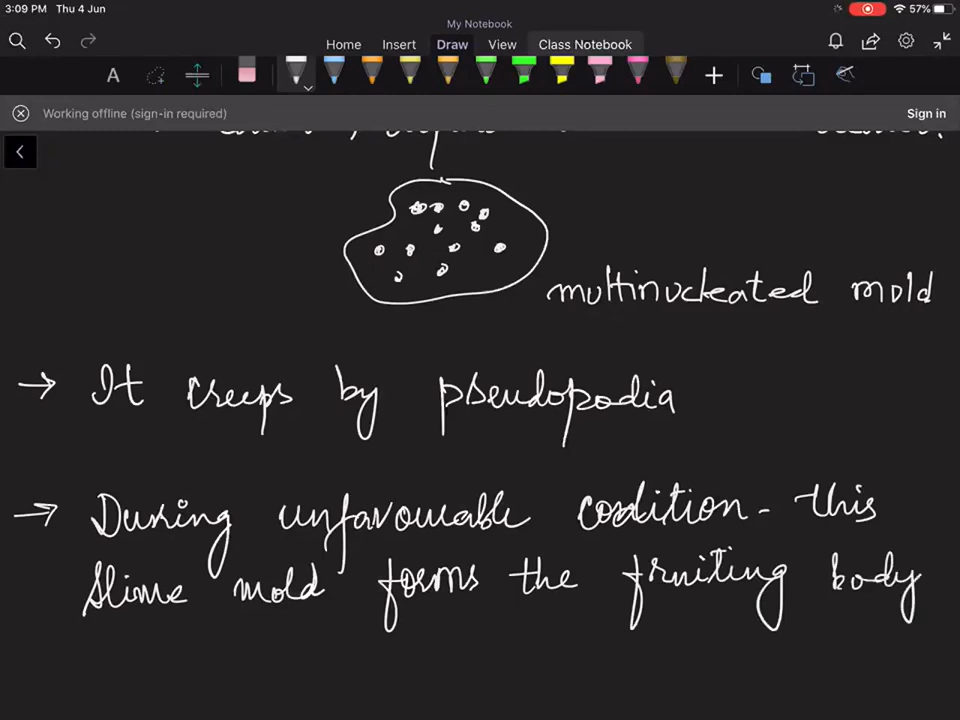 3:09 PM Thu 4 Jun
57%
My Notebook
Home Insert Draw View Class Notebook
A
Working offline (sign-in required) Sign in
multinucleated mold
→ It creeps by pseudopodia
→ During unfavourable condition - this
slime mold forms the fruiting body